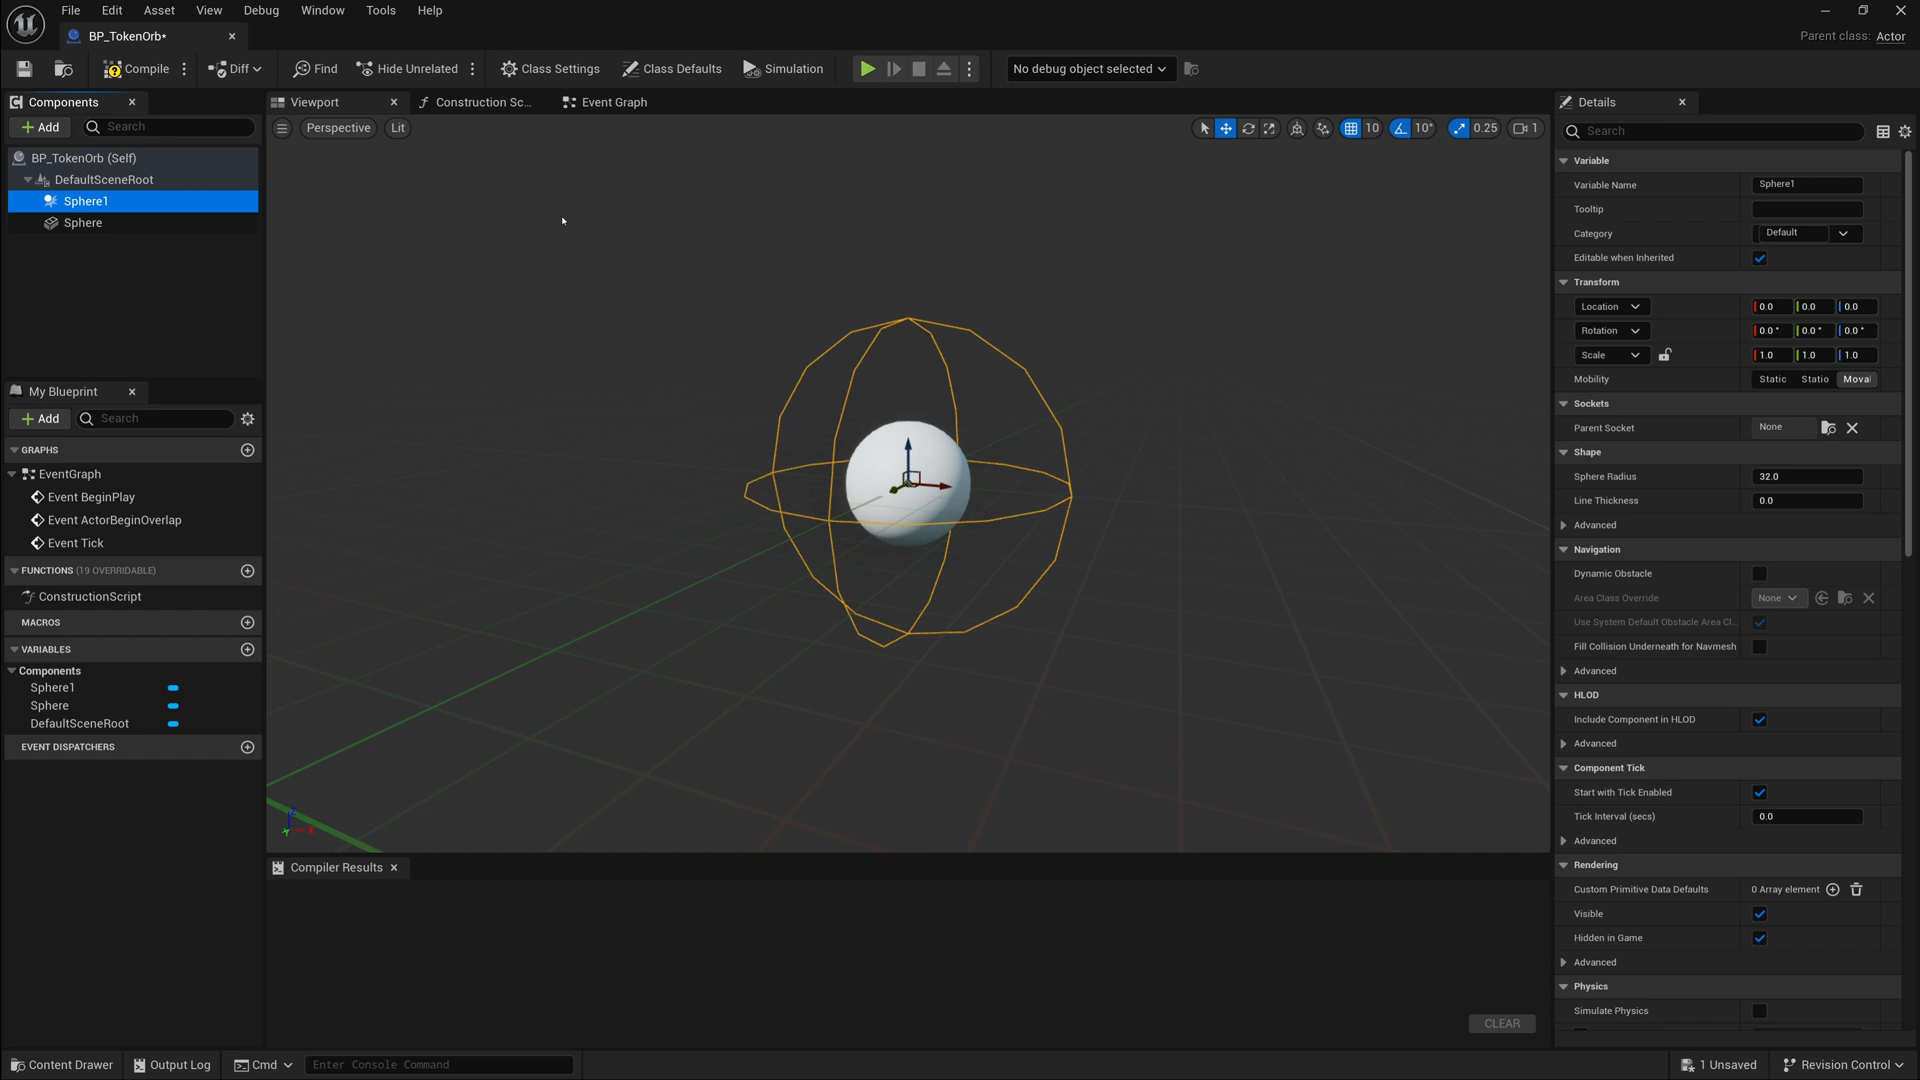 File Edit Asset View Debug Window Tools Help
BP_TokenOrb*
Parent class: Actor
Compile Diff Find Hide Unrelated Class Settings Class Defaults Simulation No debug object selected
Components
Add Search
BP_TokenOrb (Self)
DefaultSceneRoot
Sphere1
Sphere
My Blueprint
Add Search
GRAPHS
EventGraph
Event BeginPlay
Event ActorBeginOverlap
Event Tick
FUNCTIONS (19 OVERRIDABLE)
ConstructionScript
MACROS
VARIABLES
Components
Sphere1
Sphere
DefaultSceneRoot
EVENT DISPATCHERS
Viewport Construction Sc... Event Graph
Perspective Lit 10 10° 0.25 1
Z
Y X
Compiler Results
CLEAR
Details
Search
Variable
Variable Name Sphere1
Tooltip
Category Default
Editable when Inherited
Transform
Location 0.0 0.0 0.0
Rotation 0.0 ° 0.0 ° 0.0 °
Scale 1.0 1.0 1.0
Mobility Static Statio Moval
Sockets
Parent Socket None
Shape
Sphere Radius 32.0
Line Thickness 0.0
Advanced
Navigation
Dynamic Obstacle
Area Class Override None
Use System Default Obstacle Area Cl...
Fill Collision Underneath for Navmesh
Advanced
HLOD
Include Component in HLOD
Advanced
Component Tick
Start with Tick Enabled
Tick Interval (secs) 0.0
Advanced
Rendering
Custom Primitive Data Defaults 0 Array element
Visible
Hidden in Game
Advanced
Physics
Simulate Physics
Content Drawer Output Log Cmd Enter Console Command 1 Unsaved Revision Control